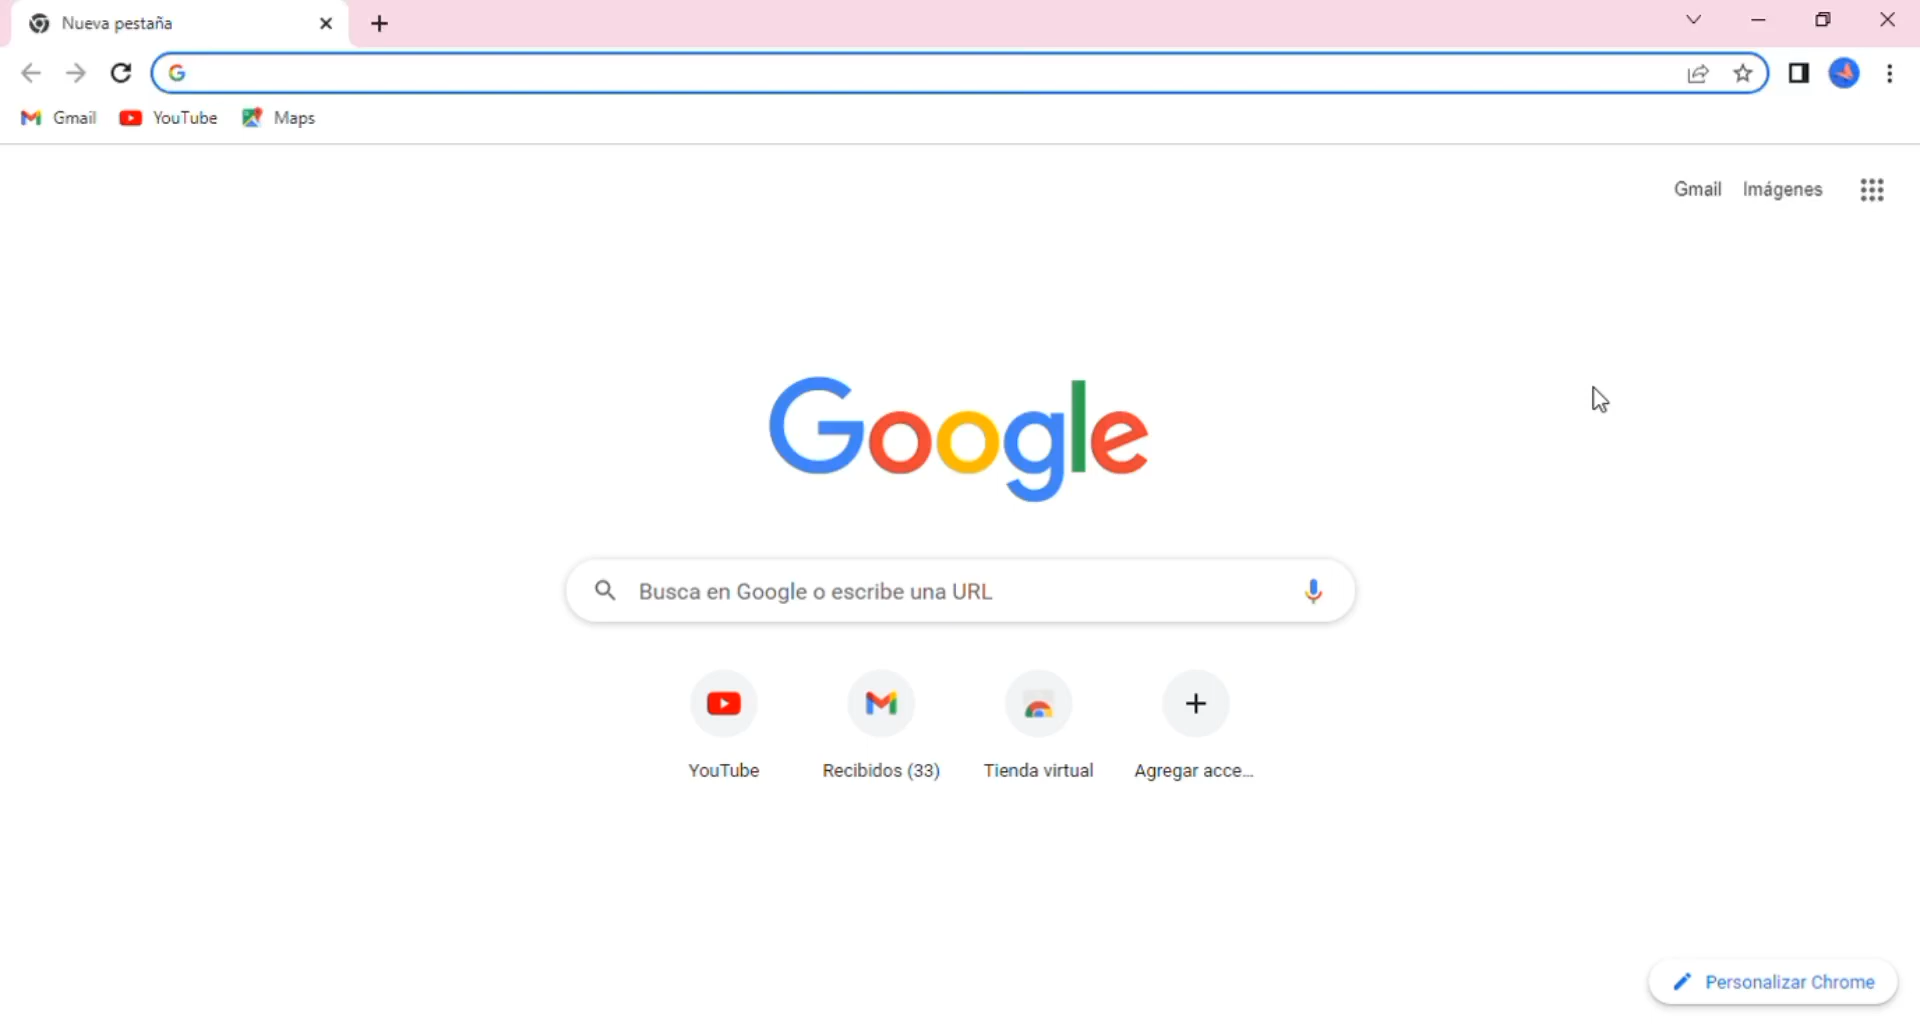 Nueva pestaña
Gmail YouTube Maps
Gmail Imágenes
Google
Busca en Google o escribe una URL
YouTube Recibidos (33) Tienda virtual Agregar acce...
Personalizar Chrome